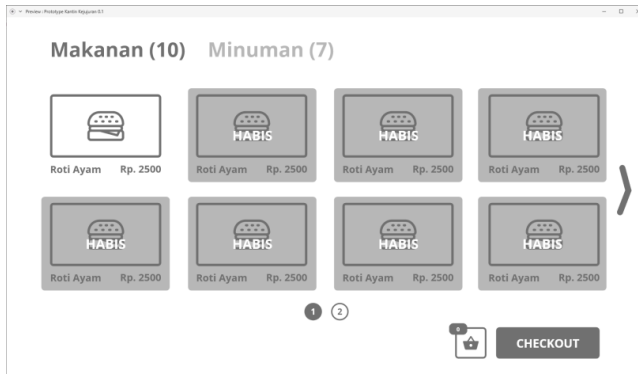 Preview : Prototype Kantin Kejujuran 0.1
Makanan (10) Minuman (7)
HABIS HABIS HABIS
Roti Ayam Rp. 2500 Roti Ayam Rp. 2500 Roti Ayam Rp. 2500 Roti Ayam Rp. 2500
HABIS HABIS HABIS HABIS
Roti Ayam Rp. 2500 Roti Ayam Rp. 2500 Roti Ayam Rp. 2500 Roti Ayam Rp. 2500
1 2
0
CHECKOUT